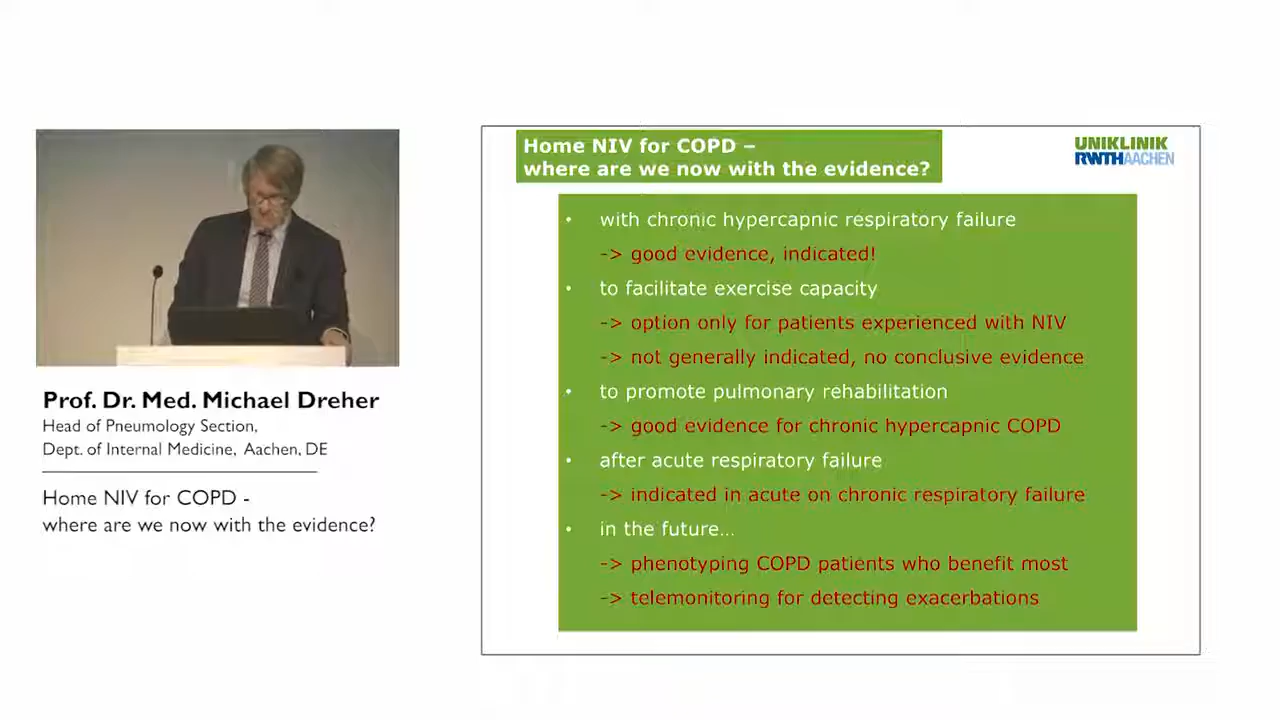 Home NIV for COPD –
where are we now with the evidence?
UNIKLINIK
RWTHAACHEN
• with chronic hypercapnic respiratory failure
-> good evidence, indicated!
• to facilitate exercise capacity
-> option only for patients experienced with NIV
-> not generally indicated, no conclusive evidence
• to promote pulmonary rehabilitation
-> good evidence for chronic hypercapnic COPD
• after acute respiratory failure
-> indicated in acute on chronic respiratory failure
• in the future...
-> phenotyping COPD patients who benefit most
-> telemonitoring for detecting exacerbations
Prof. Dr. Med. Michael Dreher
Head of Pneumology Section,
Dept. of Internal Medicine, Aachen, DE
Home NIV for COPD -
where are we now with the evidence?